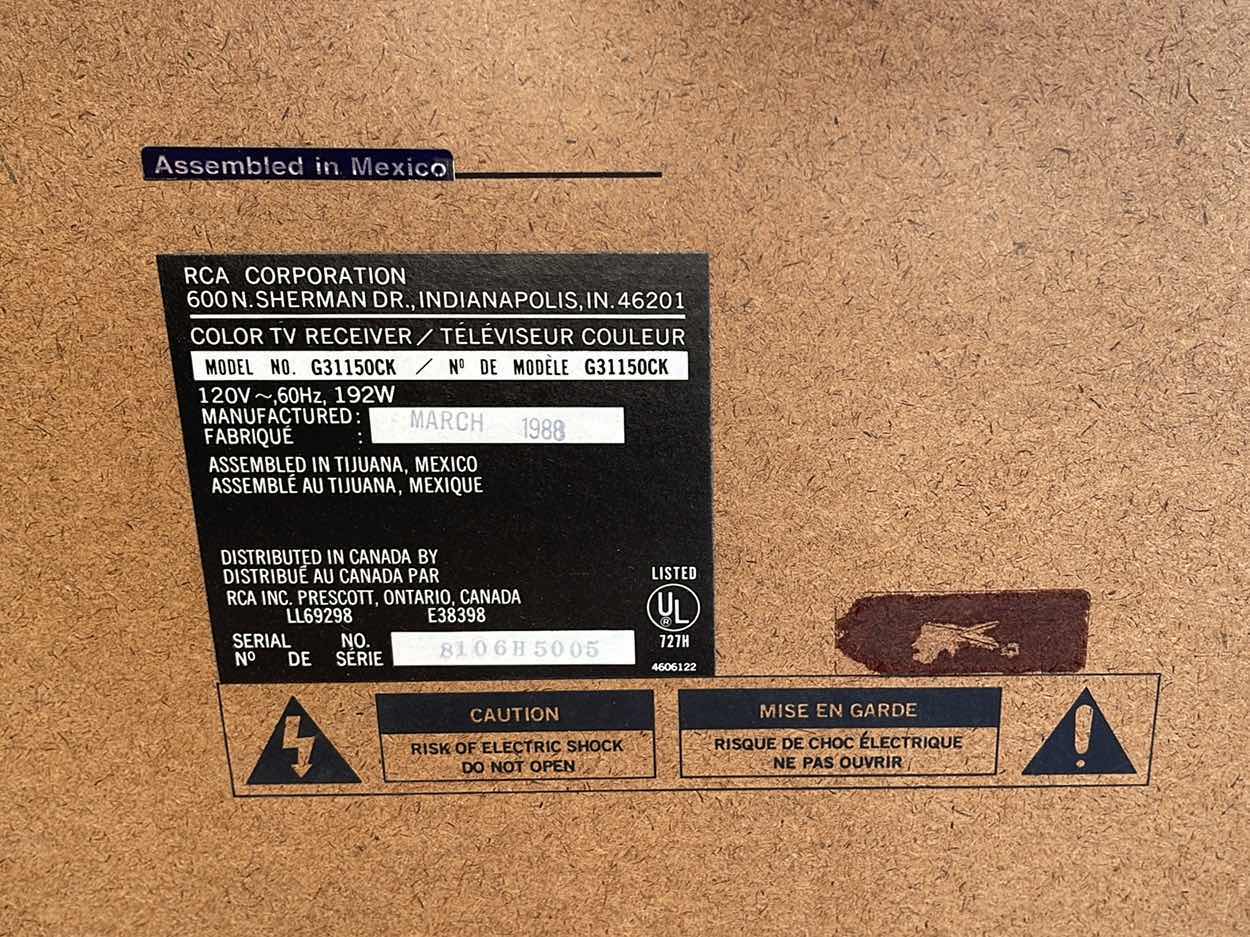 Assembled in Mexico
RCA CORPORATION
600 N. SHERMAN DR., INDIANAPOLIS, IN. 46201
COLOR TV RECEIVER / TÉLÉVISEUR COULEUR
MODEL NO. G31150CK / Nº DE MODÈLE G31150CK
120V ~, 60Hz, 192W
MANUFACTURED: MARCH 1988
FABRIQUÉ :
ASSEMBLED IN TIJUANA, MEXICO
ASSEMBLÉ AU TIJUANA, MEXIQUE
DISTRIBUTED IN CANADA BY
DISTRIBUÉ AU CANADA PAR
RCA INC. PRESCOTT, ONTARIO, CANADA
LL69298 E38398
LISTED
UL
®
727H
SERIAL NO.
Nº DE SÉRIE 8106H5005
4606122
CAUTION
RISK OF ELECTRIC SHOCK
DO NOT OPEN
MISE EN GARDE
RISQUE DE CHOC ÉLECTRIQUE
NE PAS OUVRIR